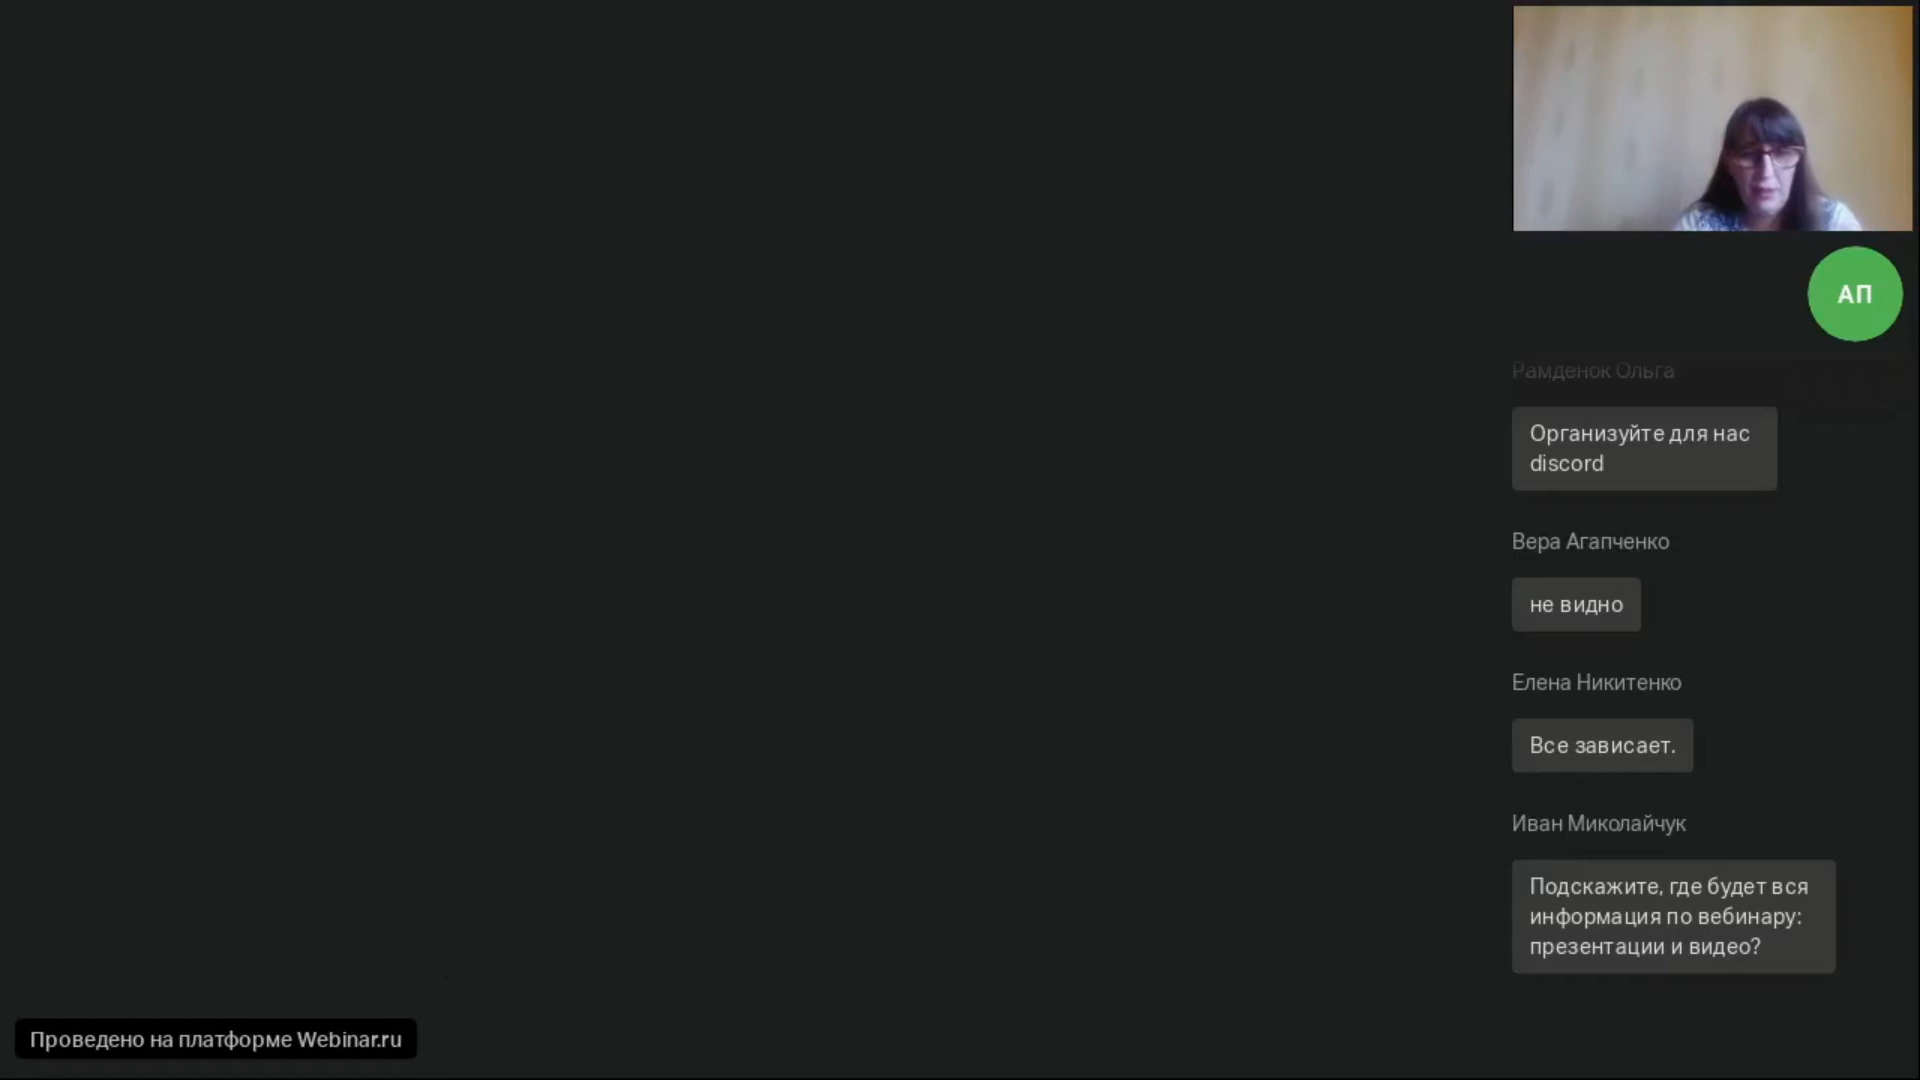 АП
Рамденок Ольга
Организуйте для нас
discord
Вера Агапченко
не видно
Елена Никитенко
Все зависает.
Иван Миколайчук
Подскажите, где будет вся
информация по вебинару:
презентации и видео?
Проведено на платформе Webinar.ru